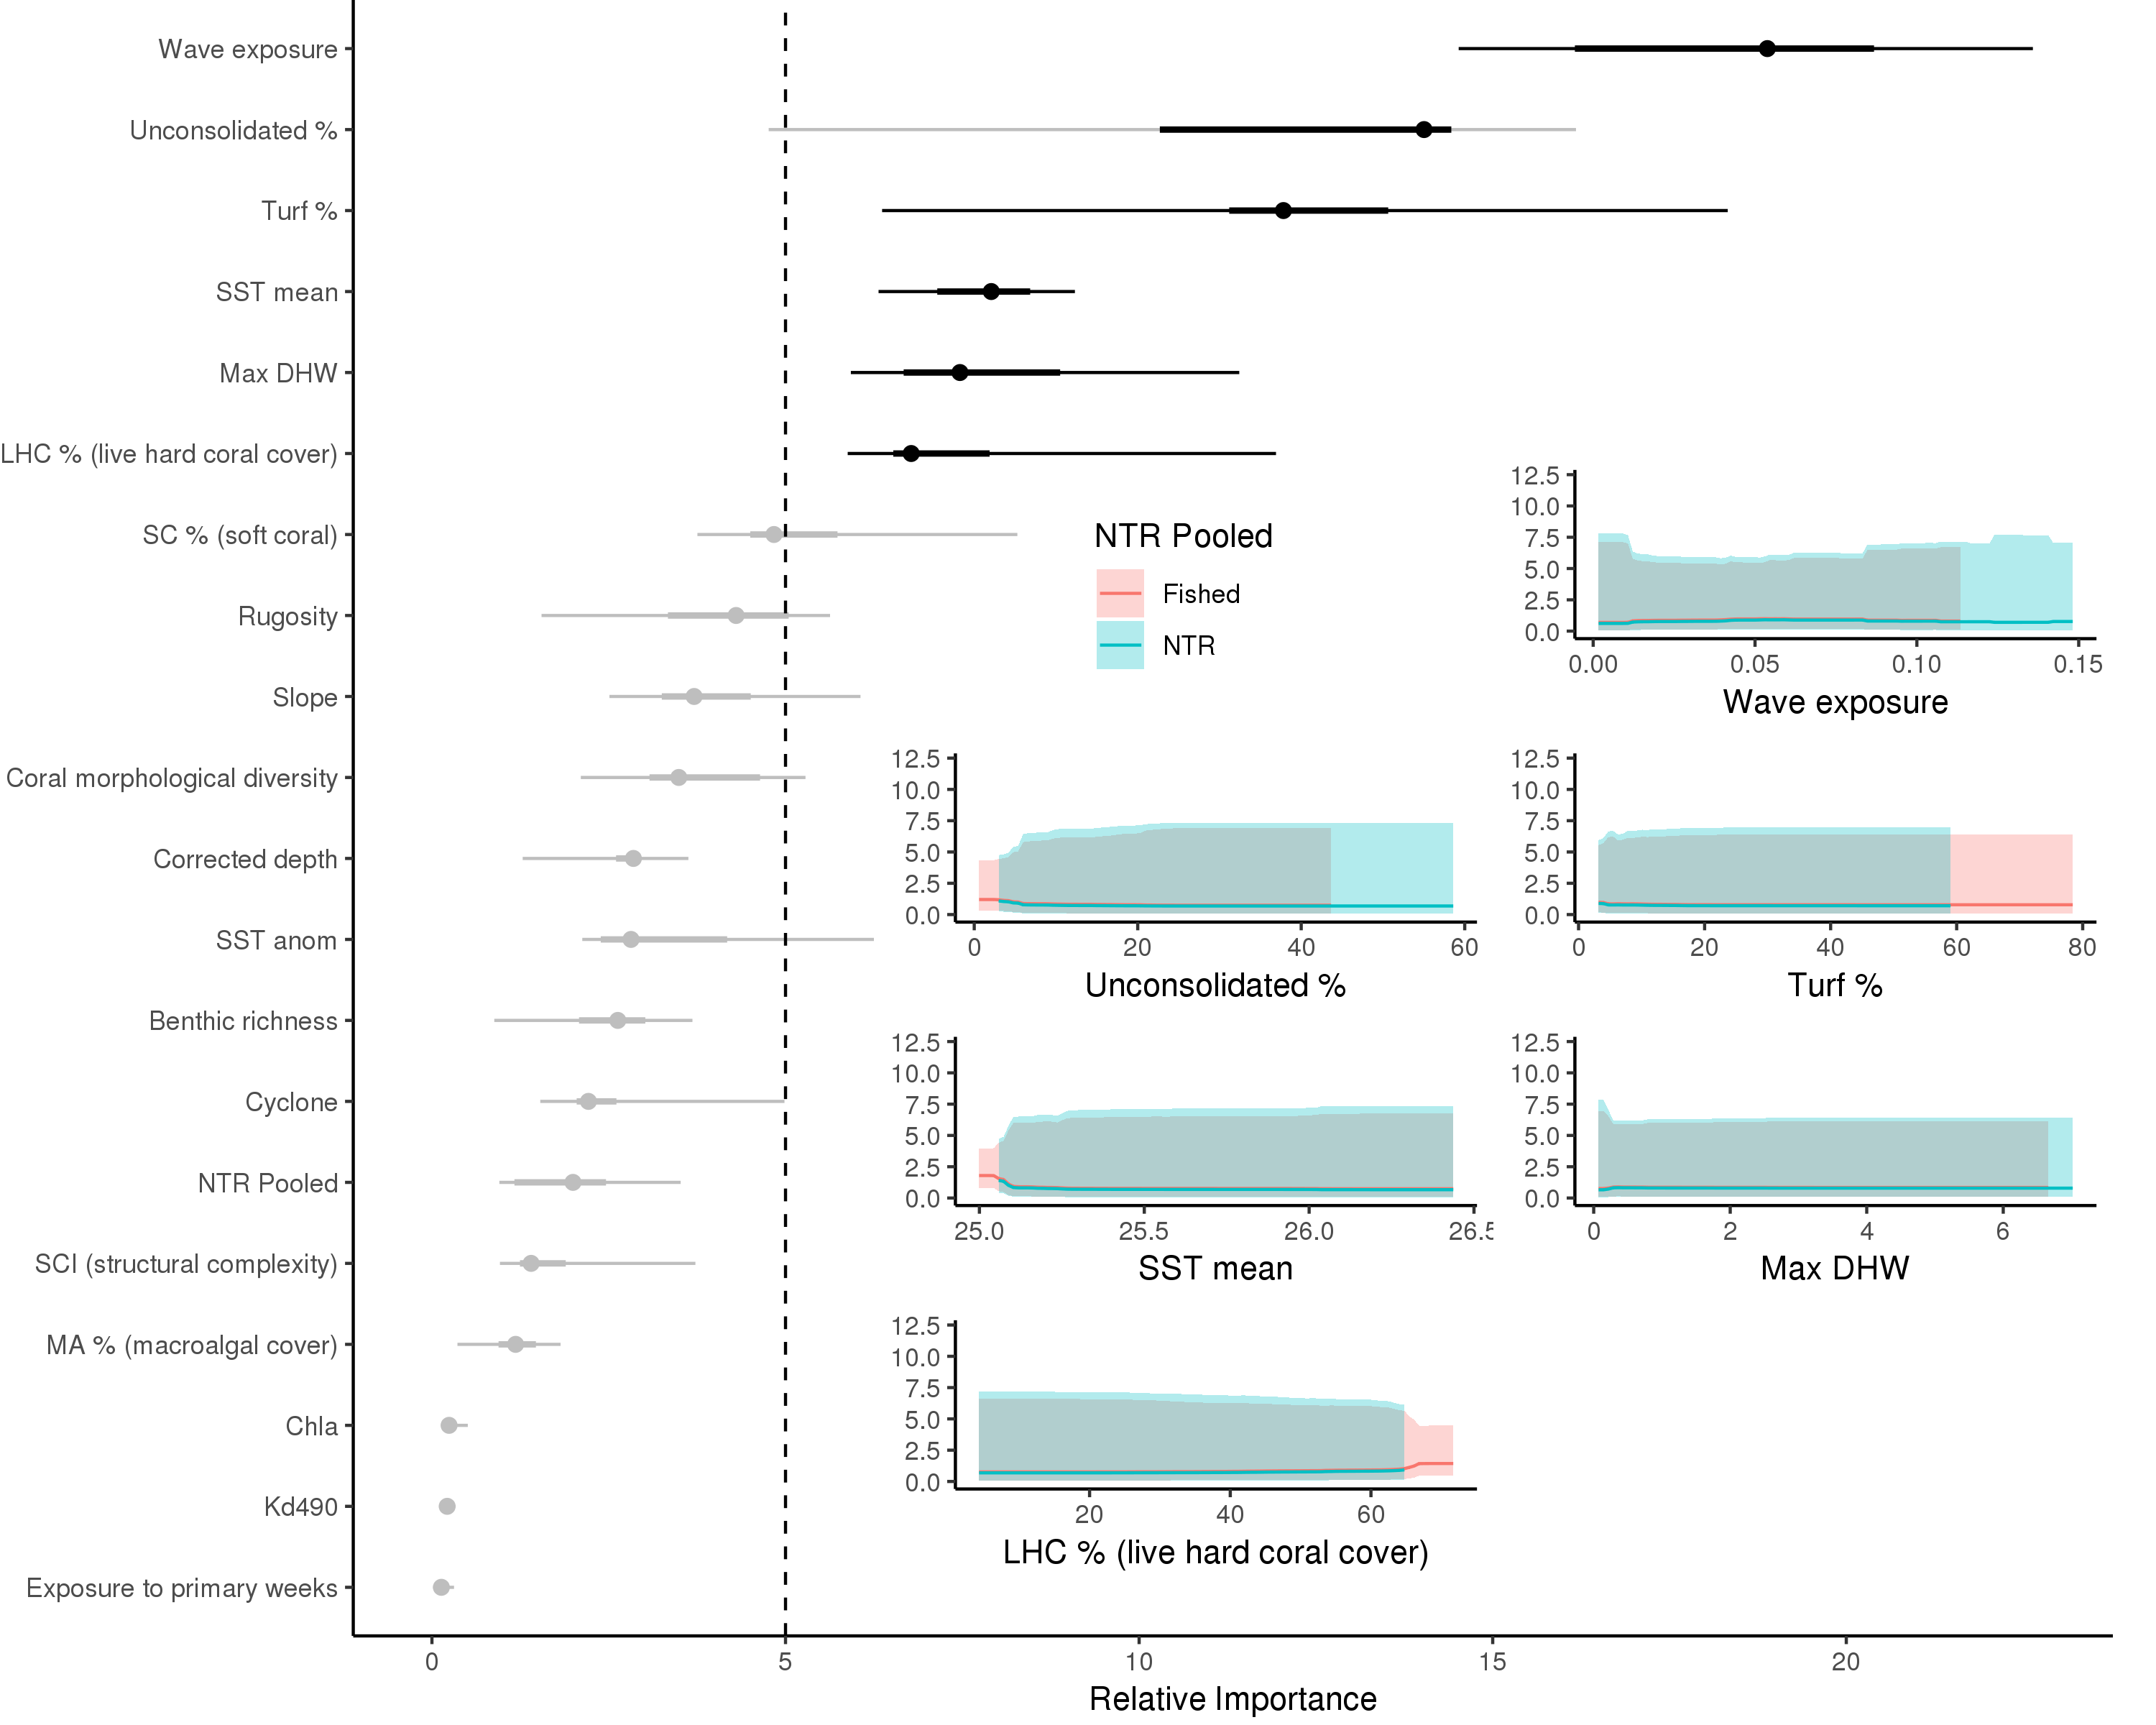 Wave exposure
Unconsolidated %
Turf %
SST mean
Max DHW
LHC % (live hard coral cover)
SC % (soft coral)
Rugosity
Slope
Coral morphological diversity
Corrected depth
SST anom
Benthic richness
Cyclone
NTR Pooled
SCI (structural complexity)
MA % (macroalgal cover)
Chla
Kd490
Exposure to primary weeks
0 5 10 15 20
Relative Importance
NTR Pooled
Fished
NTR
12.5
10.0
7.5
5.0
2.5
0.0
0.00 0.05 0.10 0.15
Wave exposure
12.5
10.0
7.5
5.0
2.5
0.0
0 20 40 60
Unconsolidated %
12.5
10.0
7.5
5.0
2.5
0.0
0 20 40 60 80
Turf %
12.5
10.0
7.5
5.0
2.5
0.0
25.0 25.5 26.0 26.5
SST mean
12.5
10.0
7.5
5.0
2.5
0.0
0 2 4 6
Max DHW
12.5
10.0
7.5
5.0
2.5
0.0
20 40 60
LHC % (live hard coral cover)